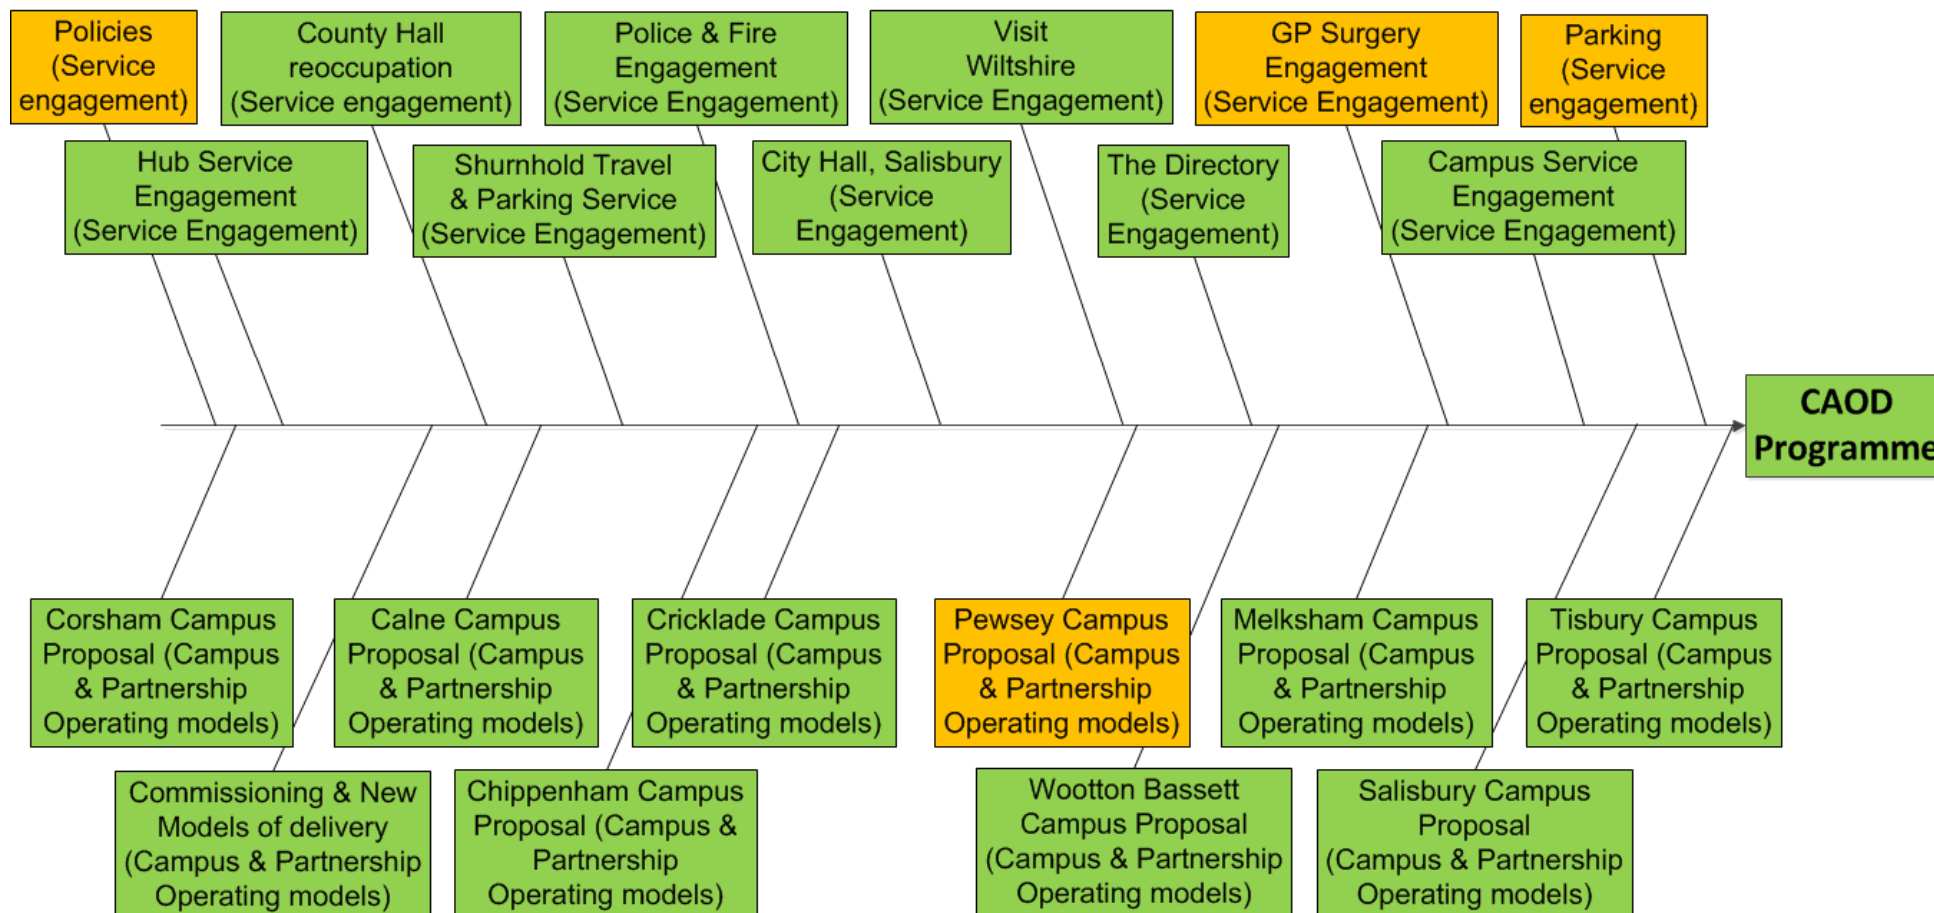 Policies
(Service
engagement)
County Hall
reoccupation
(Service engagement)
Police & Fire
Engagement
(Service Engagement)
Visit
Wiltshire
(Service Engagement)
GP Surgery
Engagement
(Service Engagement)
Parking
(Service
engagement)
Hub Service
Engagement
(Service Engagement)
Shurnhold Travel
& Parking Service
(Service Engagement)
City Hall, Salisbury
(Service
Engagement)
The Directory
(Service
Engagement)
Campus Service
Engagement
(Service Engagement)
CAOD
Programme
Corsham Campus
Proposal (Campus
& Partnership
Operating models)
Calne Campus
Proposal (Campus
& Partnership
Operating models)
Cricklade Campus
Proposal (Campus
& Partnership
Operating models)
Pewsey Campus
Proposal (Campus
& Partnership
Operating models)
Melksham Campus
Proposal (Campus
& Partnership
Operating models)
Tisbury Campus
Proposal (Campus
& Partnership
Operating models)
Commissioning & New
Models of delivery
(Campus & Partnership
Operating models)
Chippenham Campus
Proposal (Campus &
Partnership
Operating models)
Wootton Bassett
Campus Proposal
(Campus & Partnership
Operating models)
Salisbury Campus
Proposal
(Campus & Partnership
Operating models)